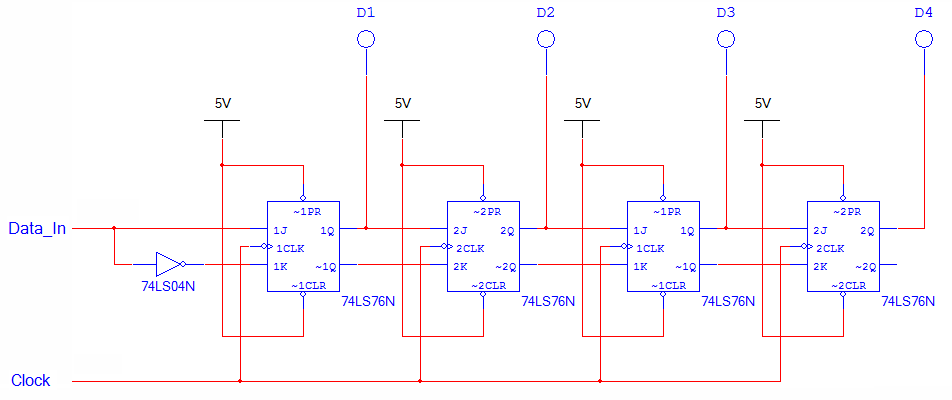 D1 D2 D3 D4
5V 5V 5V 5V
~1PR ~2PR ~1PR ~2PR
Data_In 1J 1Q 2J 2Q 1J 1Q 2J 2Q
1CLK 2CLK 1CLK 2CLK
1K ~1Q 2K ~2Q 1K ~1Q 2K ~2Q
74LS04N ~1CLR ~2CLR ~1CLR ~2CLR
74LS76N 74LS76N 74LS76N 74LS76N
Clock